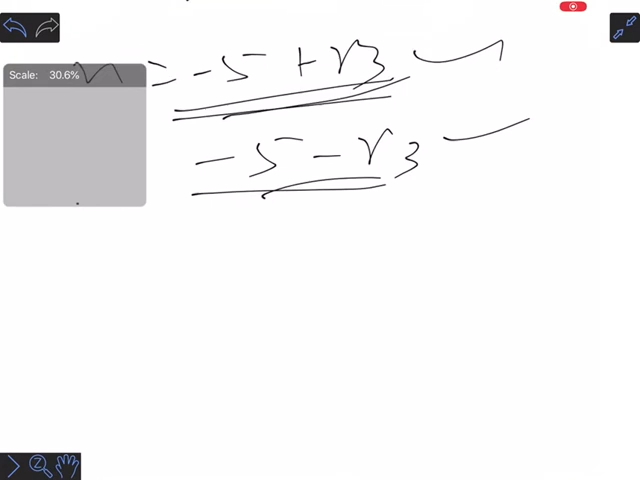 Scale: 30.6%
= -5 + √3
-5 - √3